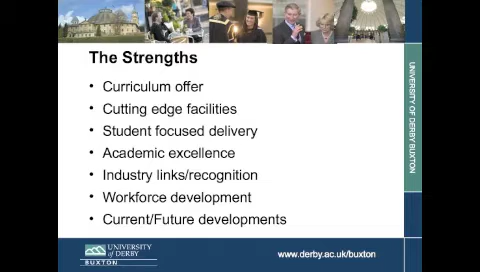 The Strengths
• Curriculum offer
• Cutting edge facilities
• Student focused delivery
• Academic excellence
• Industry links/recognition
• Workforce development
• Current/Future developments
UNIVERSITY OF DERBY BUXTON
UNIVERSITY
of DERBY
BUXTON
www.derby.ac.uk/buxton